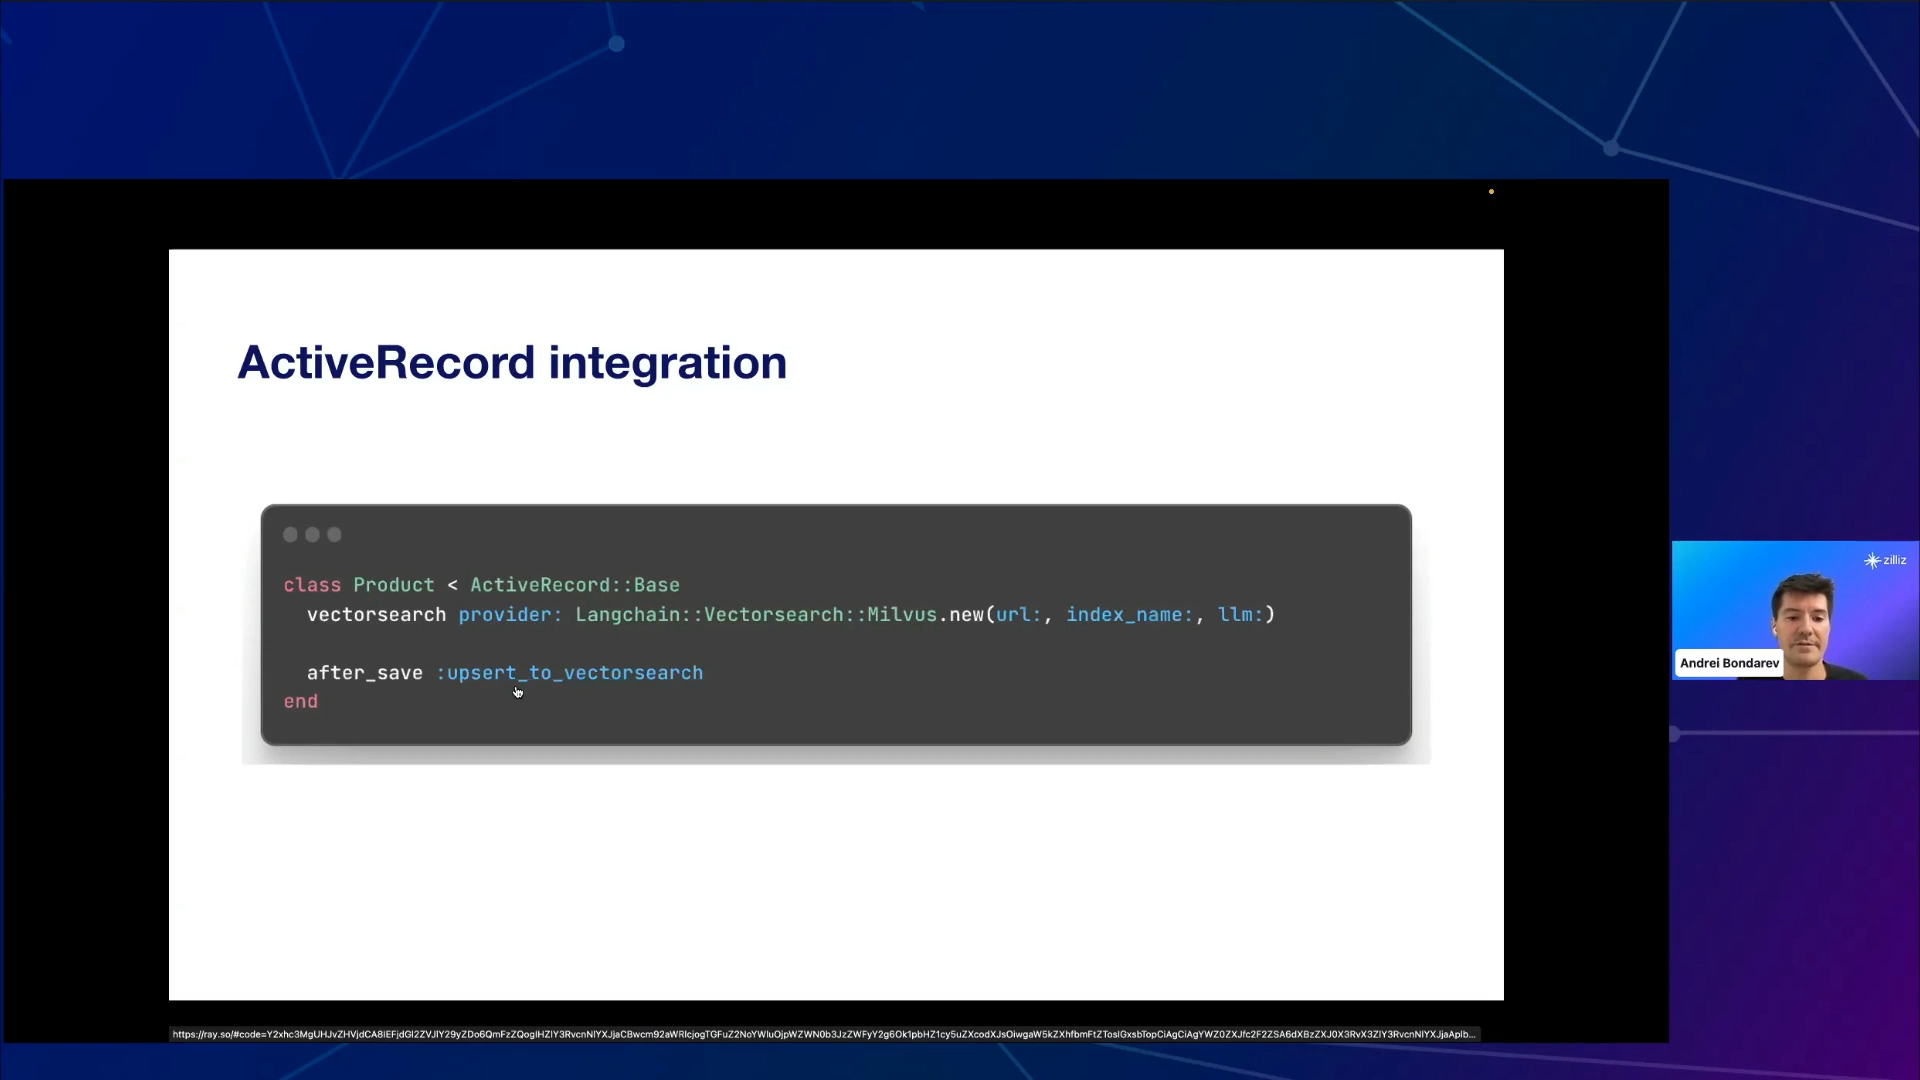 ActiveRecord integration
class Product < ActiveRecord::Base
vectorsearch provider: Langchain::Vectorsearch::Milvus.new(url:, index_name:, llm:)
after_save :upsert_to_vectorsearch
end
zilliz
Andrei Bondarev